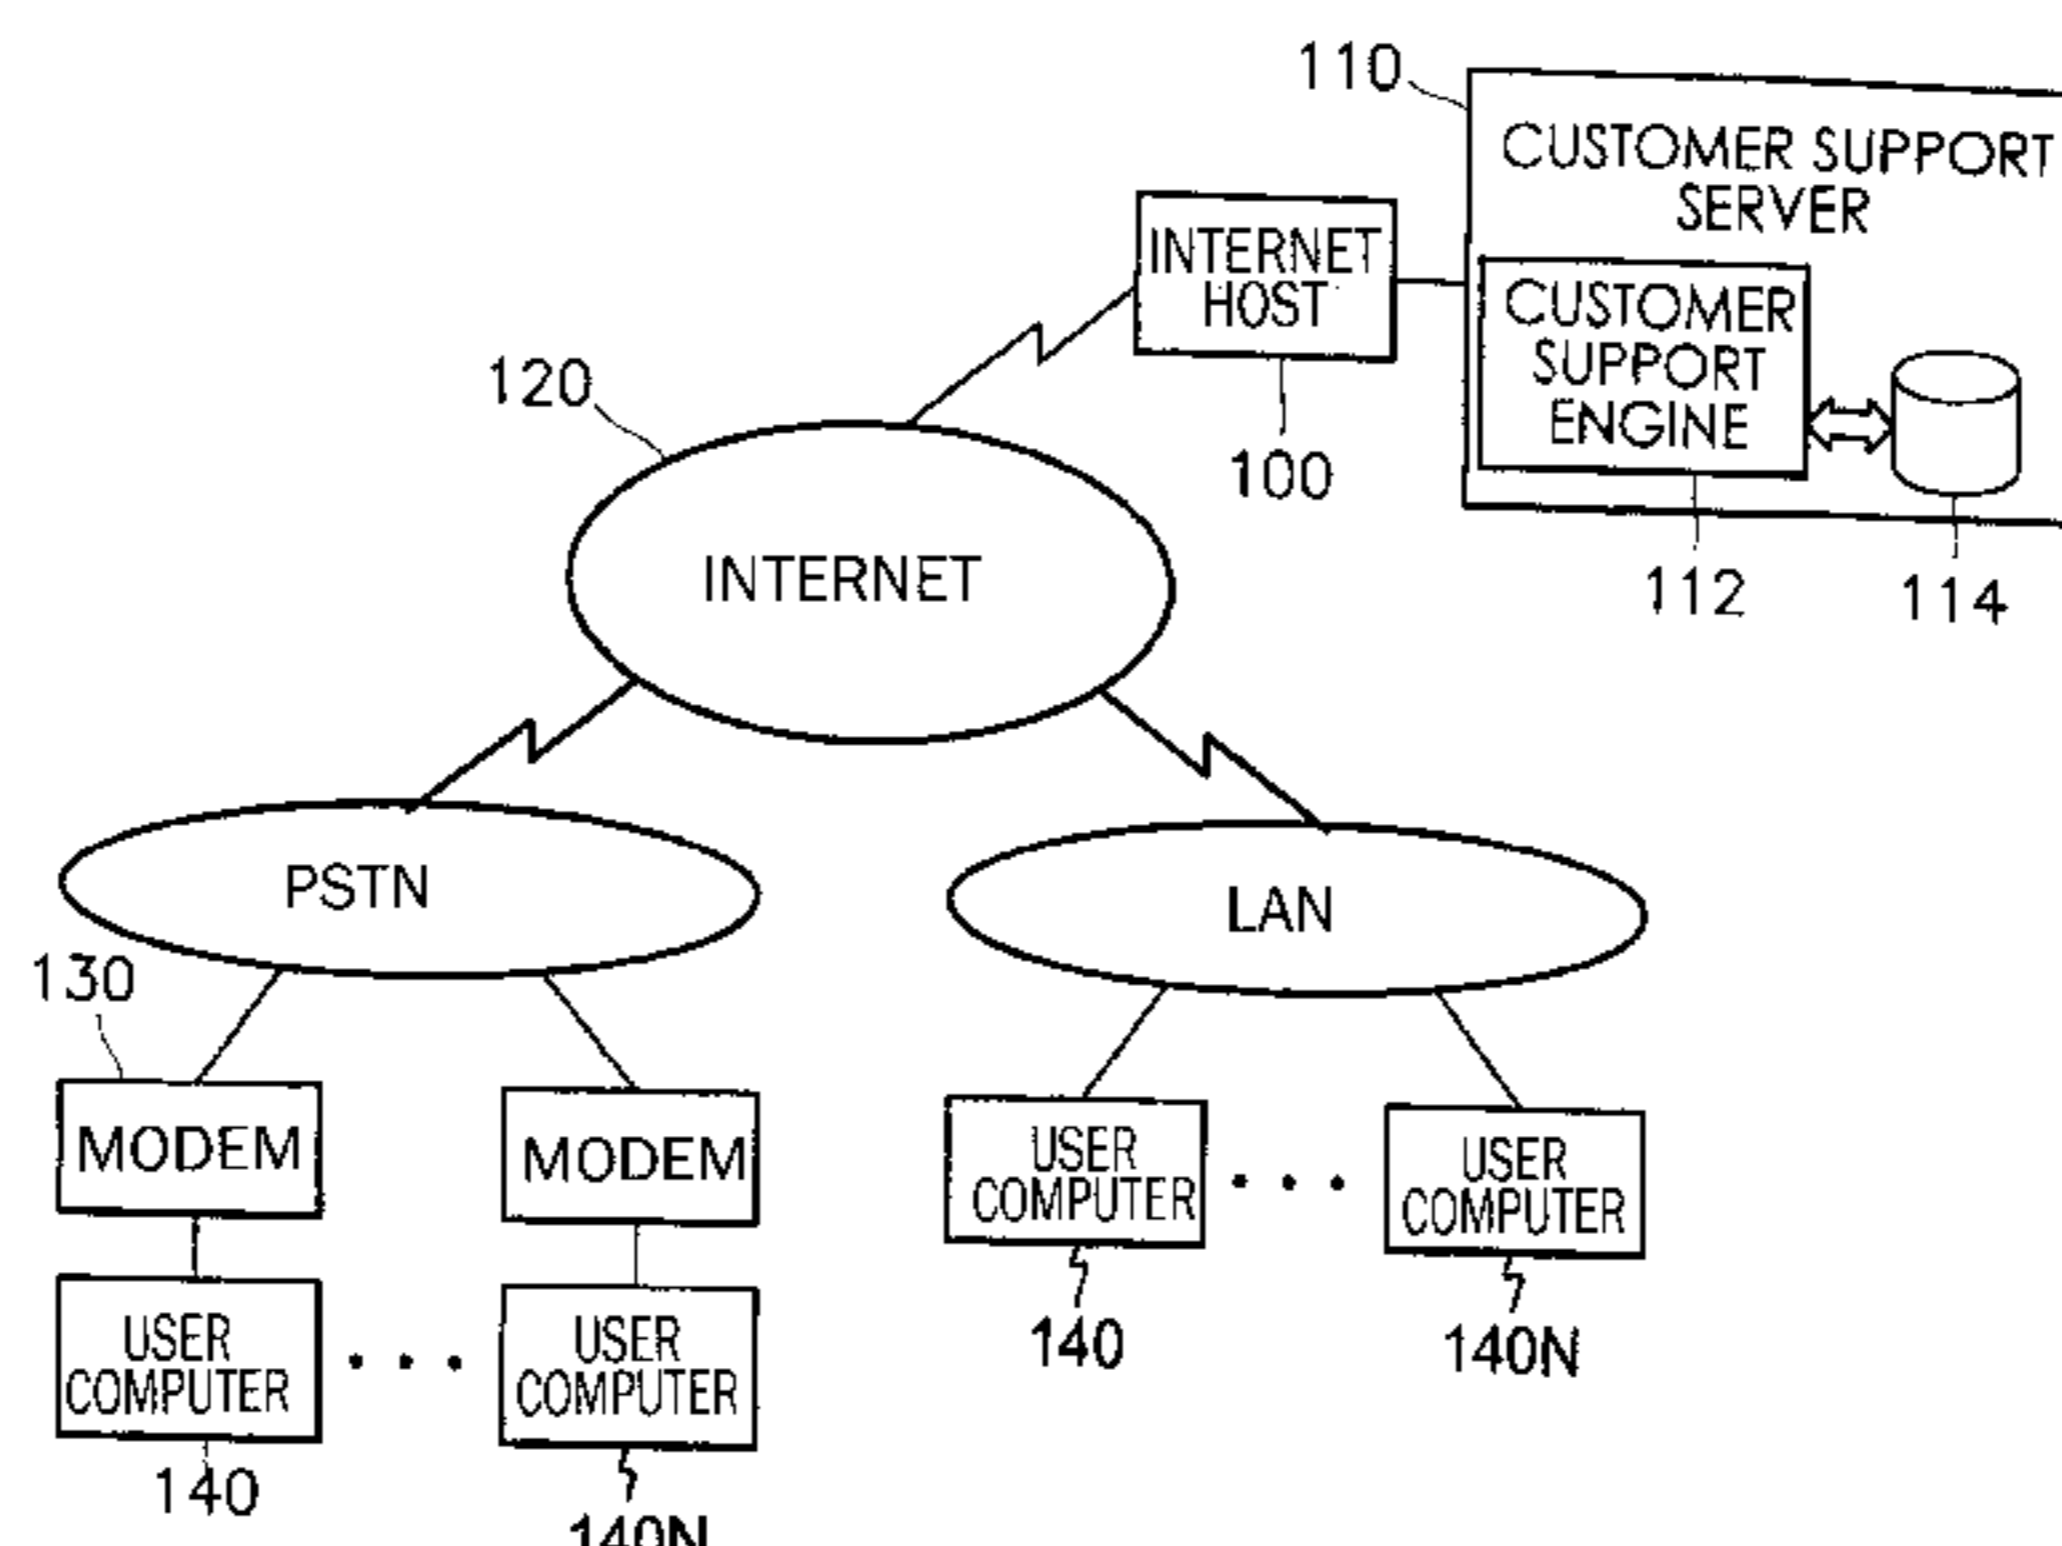 110
CUSTOMER SUPPORT
SERVER
INTERNET
HOST
CUSTOMER
SUPPORT
ENGINE
120
100
112
114
INTERNET
PSTN
LAN
130
MODEM
MODEM
USER
COMPUTER
USER
COMPUTER
140
140N
USER
COMPUTER
USER
COMPUTER
140
140N